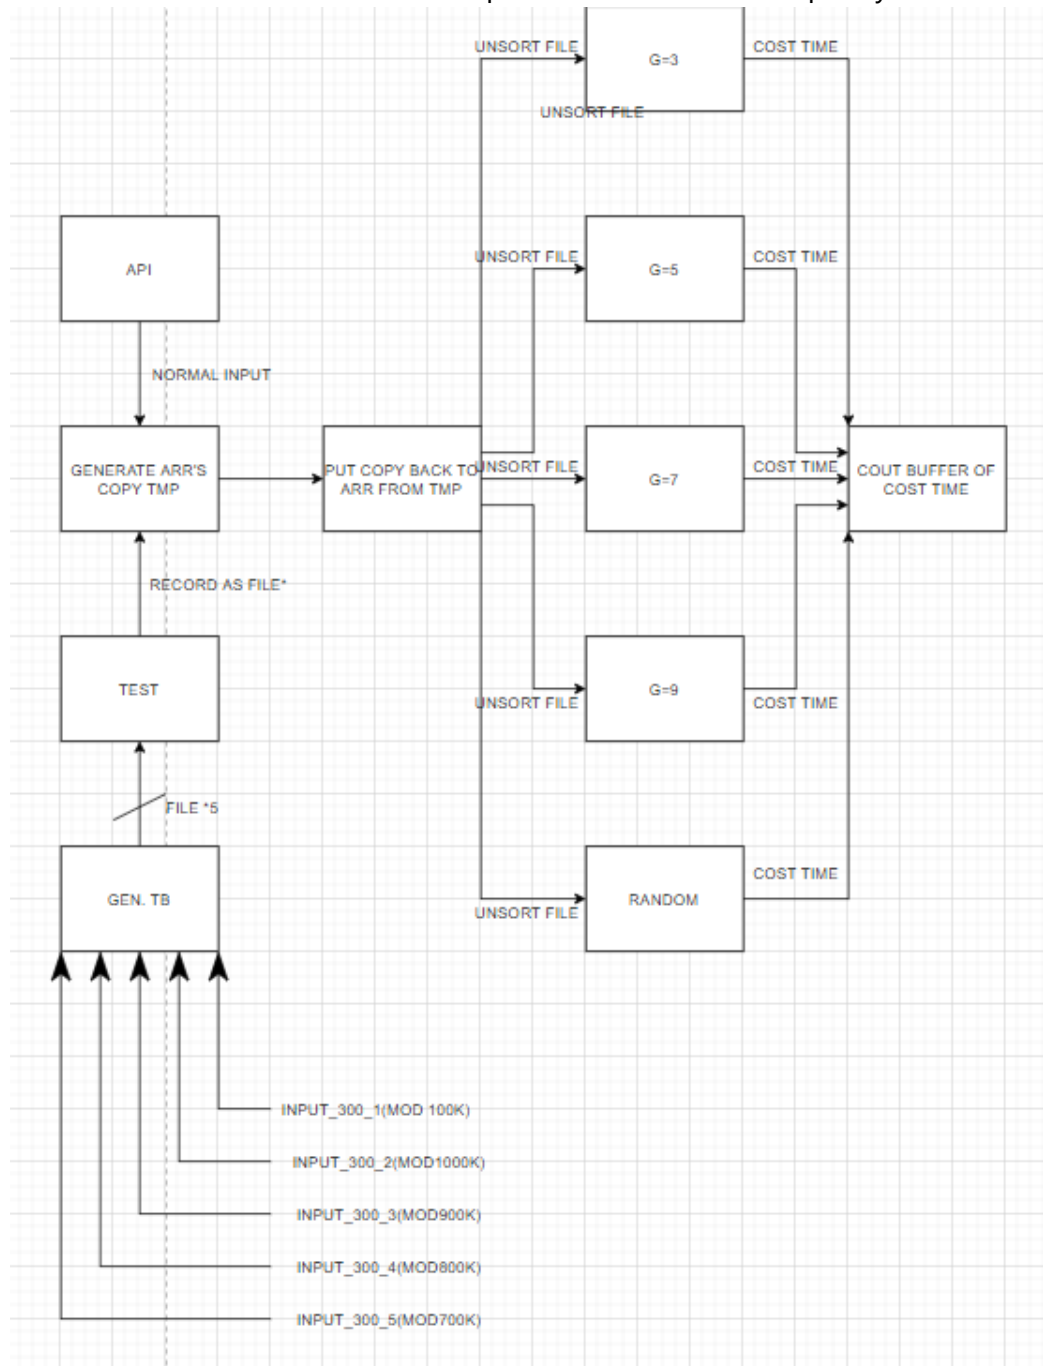 UNSORT FILE
G=3
COST TIME
UNSORT FILE
API
UNSORT FILE
G=5
COST TIME
NORMAL INPUT
GENERATE ARR'S
COPY TMP
PUT COPY BACK TO
ARR FROM TMP
UNSORT FILE
G=7
COST TIME
COUT BUFFER OF
COST TIME
RECORD AS FILE*
TEST
UNSORT FILE
G=9
COST TIME
FILE *5
GEN. TB
UNSORT FILE
RANDOM
COST TIME
INPUT_300_1(MOD 100K)
INPUT_300_2(MOD1000K)
INPUT_300_3(MOD900K)
INPUT_300_4(MOD800K)
INPUT_300_5(MOD700K)